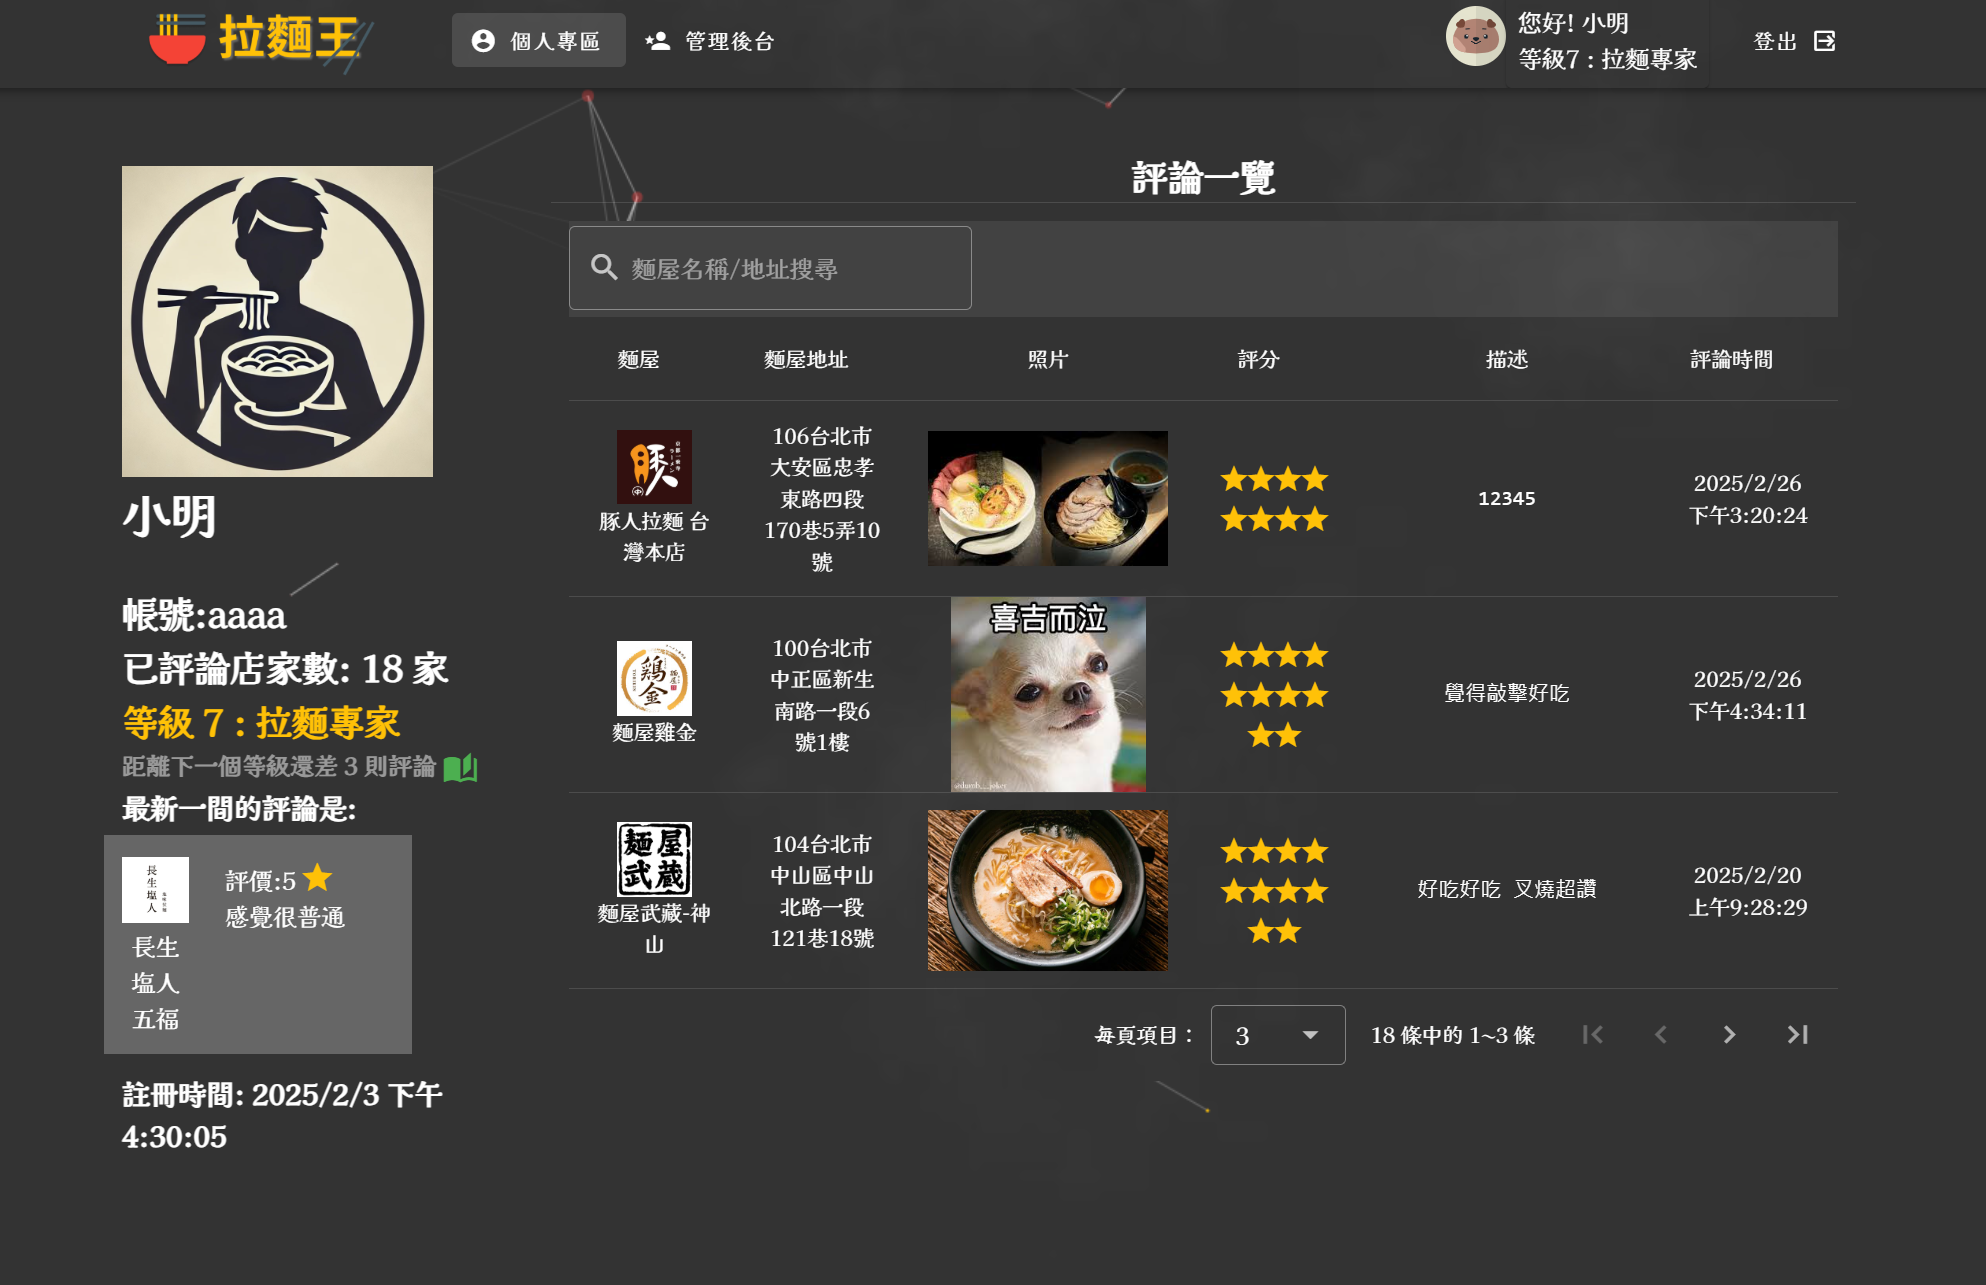 拉麵王
個人專區
管理後台
您好! 小明
等級7 : 拉麵專家
登出
小明
帳號:aaaa
已評論店家數: 18 家
等級 7 : 拉麵專家
距離下一個等級還差 3 則評論
最新一間的評論是:
長生塩人
長生
塩人
五福
評價:5
感覺很普通
註冊時間: 2025/2/3 下午
4:30:05
評論一覽
麵屋名稱/地址搜尋
麵屋 麵屋地址 照片 評分 描述 評論時間
豚人
豚人拉麵 台
灣本店
106台北市
大安區忠孝
東路四段
170巷5弄10
號
12345
2025/2/26
下午3:20:24
鶏金
麵屋雞金
100台北市
中正區新生
南路一段6
號1樓
喜吉而泣
覺得敲擊好吃
2025/2/26
下午4:34:11
麵屋
武蔵
麵屋武蔵-神
山
104台北市
中山區中山
北路一段
121巷18號
好吃好吃 叉燒超讚
2025/2/20
上午9:28:29
每頁項目： 3 18 條中的 1~3 條